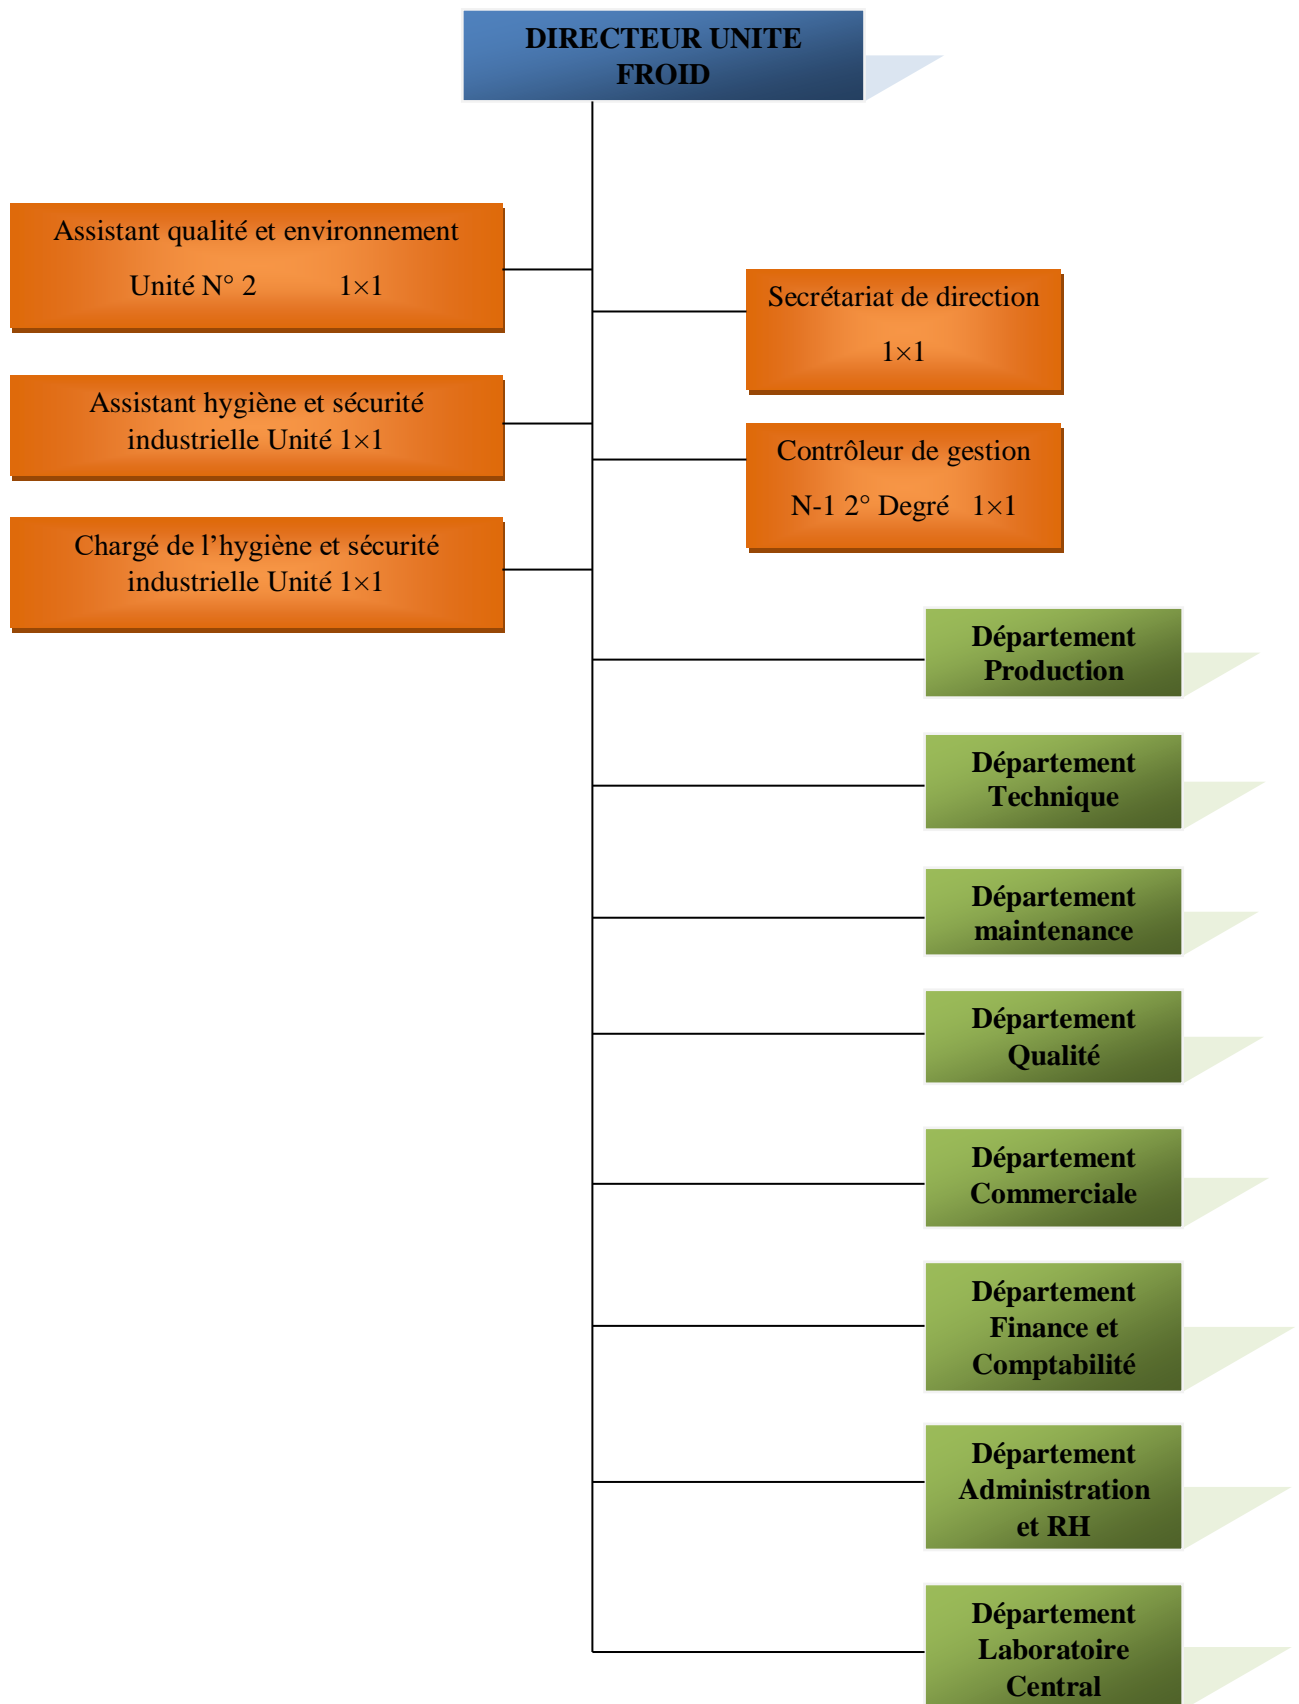 DIRECTEUR UNITE
FROID
Assistant qualité et environnement
Unité N° 2 1×1
Secrétariat de direction
1×1
Assistant hygiène et sécurité
industrielle Unité 1×1
Contrôleur de gestion
N-1 2° Degré 1×1
Chargé de l’hygiène et sécurité
industrielle Unité 1×1
Département
Production
Département
Technique
Département
maintenance
Département
Qualité
Département
Commerciale
Département
Finance et
Comptabilité
Département
Administration
et RH
Département
Laboratoire
Central